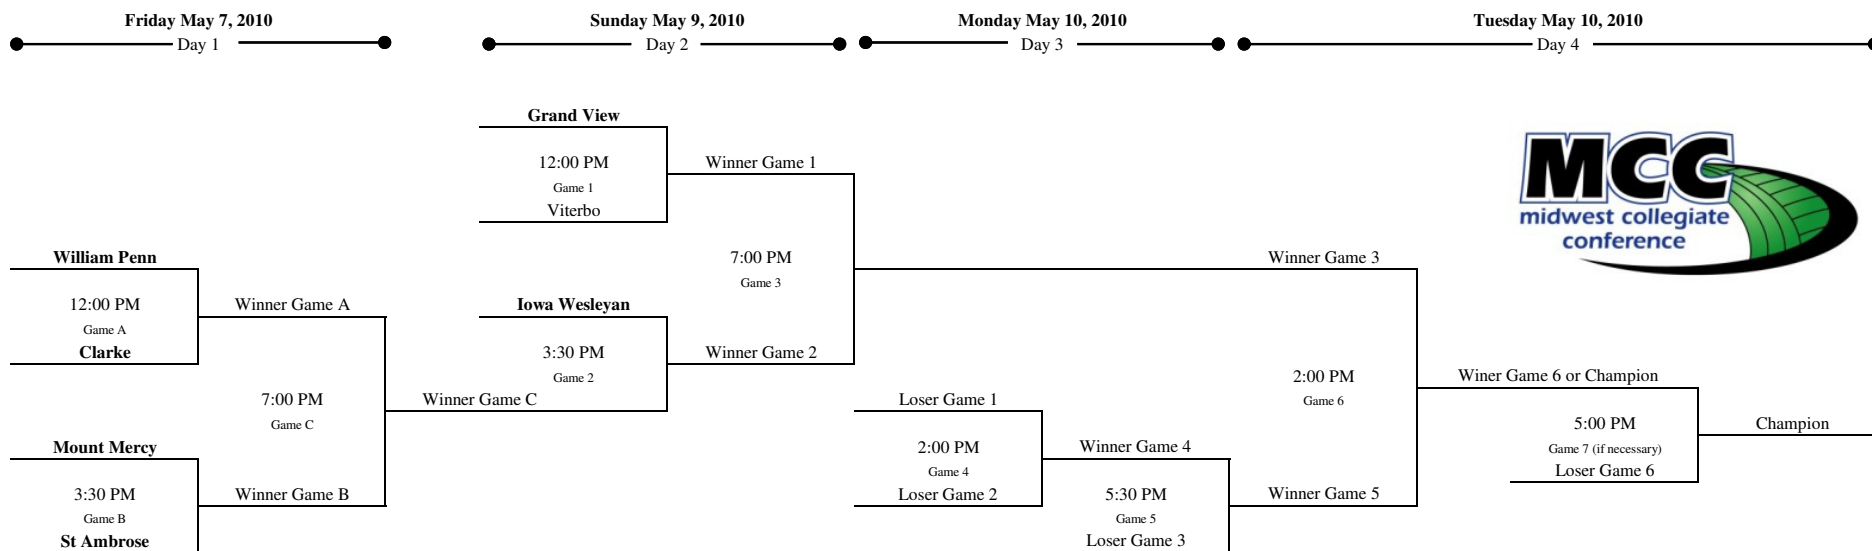 Friday May 7, 2010
Sunday May 9, 2010
Monday May 10, 2010
Tuesday May 10, 2010
Day 1
Day 2
Day 3
Day 4
Grand View
12:00 PM
Game 1
Viterbo
Winner Game 1
MCC
midwest collegiate
conference
William Penn
12:00 PM
Game A
Clarke
Winner Game A
7:00 PM
Game 3
Winner Game 3
Iowa Wesleyan
3:30 PM
Game 2
Winner Game 2
7:00 PM
Game C
Winner Game C
Mount Mercy
3:30 PM
Game B
St Ambrose
Winner Game B
Loser Game 1
2:00 PM
Game 4
Loser Game 2
Winner Game 4
5:30 PM
Game 5
Loser Game 3
Winner Game 5
2:00 PM
Game 6
Winer Game 6 or Champion
5:00 PM
Game 7 (if necessary)
Loser Game 6
Champion